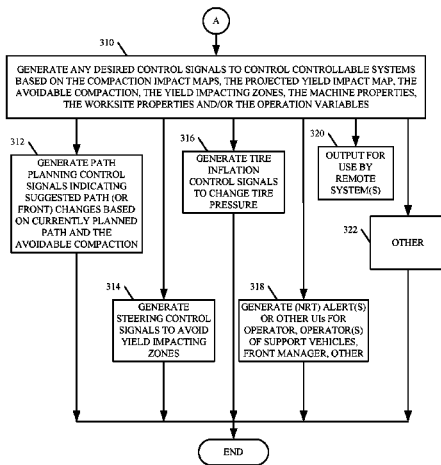 A
310
GENERATE ANY DESIRED CONTROL SIGNALS TO CONTROL CONTROLLABLE SYSTEMS
BASED ON THE COMPACTION IMPACT MAPS, THE PROJECTED YIELD IMPACT MAP, THE
AVOIDABLE COMPACTION, THE YIELD IMPACTING ZONES, THE MACHINE PROPERTIES,
THE WORKSITE PROPERTIES AND/OR THE OPERATION VARIABLES
312
GENERATE PATH
PLANNING CONTROL
SIGNALS INDICATING
SUGGESTED PATH (OR
FRONT) CHANGES BASED
ON CURRENTLY PLANNED
PATH AND THE
AVOIDABLE COMPACTION
316
GENERATE TIRE
INFLATION
CONTROL SIGNALS
TO CHANGE TIRE
PRESSURE
320
OUTPUT FOR
USE BY
REMOTE
SYSTEM(S)
322
OTHER
314
GENERATE
STEERING CONTROL
SIGNALS TO AVOID
YIELD IMPACTING
ZONES
318
GENERATE (NRT) ALERT(S)
OR OTHER UIs FOR
OPERATOR, OPERATOR(S)
OF SUPPORT VEHICLES,
FRONT MANAGER, OTHER
END